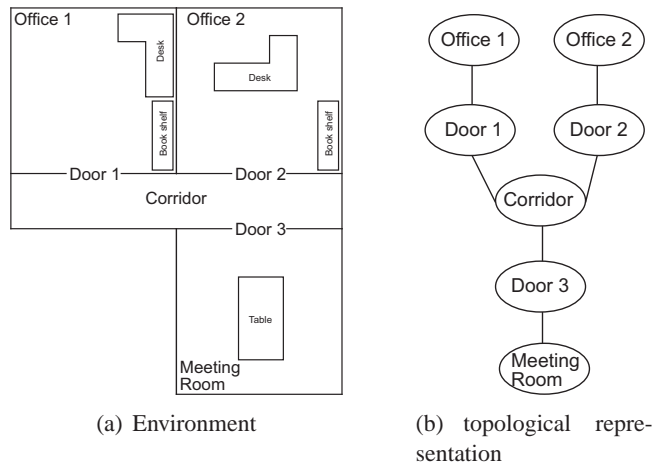 Office 1
Office 2
Desk
Desk
Book shelf
Book shelf
Door 1
Door 2
Corridor
Door 3
Table
Meeting
Room
(a) Environment
Office 1
Office 2
Door 1
Door 2
Corridor
Door 3
Meeting
Room
(b) topological repre-
sentation